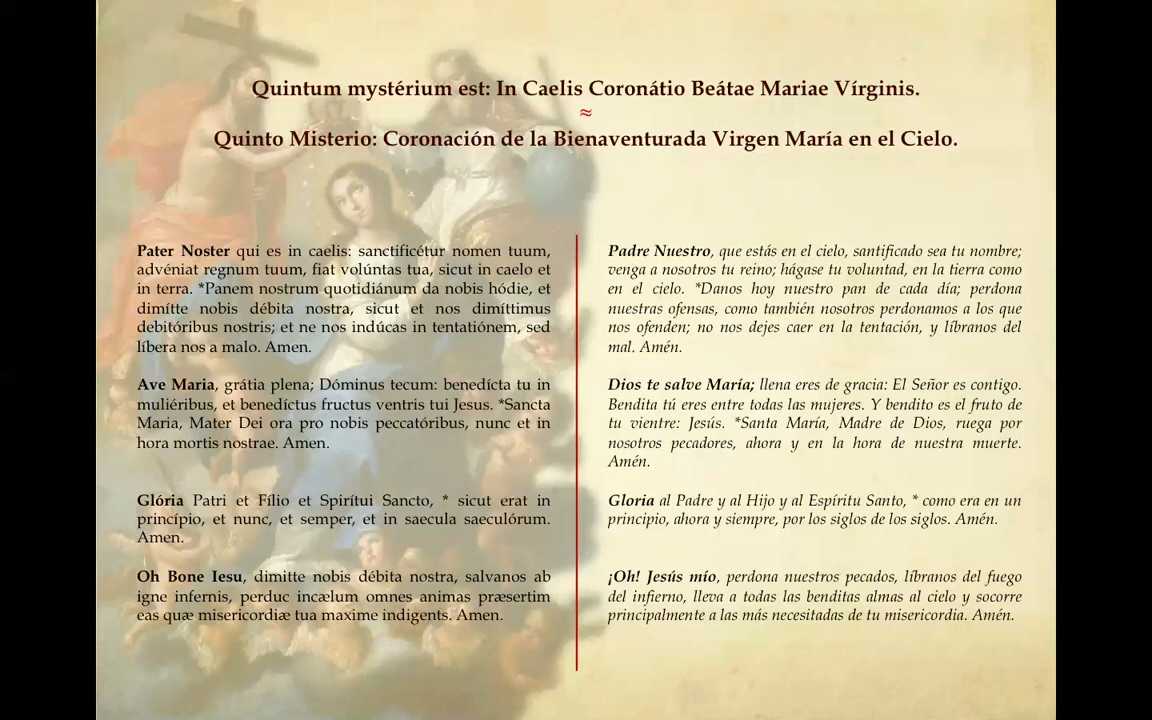 Quintum mystérium est: In Caelis Coronátio Beátae Mariae Vírginis.
≈
Quinto Misterio: Coronación de la Bienaventurada Virgen María en el Cielo.
Pater Noster qui es in caelis: sanctificétur nomen tuum,
advéniat regnum tuum, fiat volúntas tua, sicut in caelo et
in terra. *Panem nostrum quotidiánum da nobis hódie, et
dimítte nobis débita nostra, sicut et nos dimíttimus
debitóribus nostris; et ne nos indúcas in tentatiónem, sed
líbera nos a malo. Amen.
Ave Maria, grátia plena; Dóminus tecum: benedícta tu in
muliéribus, et benedíctus fructus ventris tui Jesus. *Sancta
Maria, Mater Dei ora pro nobis peccatóribus, nunc et in
hora mortis nostrae. Amen.
Glória Patri et Fílio et Spirítui Sancto, * sicut erat in
princípio, et nunc, et semper, et in saecula saeculórum.
Amen.
Oh Bone Iesu, dimitte nobis débita nostra, salvanos ab
igne infernis, perduc incælum omnes animas præsertim
eas quæ misericordiæ tua maxime indigents. Amen.
Padre Nuestro, que estás en el cielo, santificado sea tu nombre;
venga a nosotros tu reino; hágase tu voluntad, en la tierra como
en el cielo. *Danos hoy nuestro pan de cada día; perdona
nuestras ofensas, como también nosotros perdonamos a los que
nos ofenden; no nos dejes caer en la tentación, y líbranos del
mal. Amén.
Dios te salve María; llena eres de gracia: El Señor es contigo.
Bendita tú eres entre todas las mujeres. Y bendito es el fruto de
tu vientre: Jesús. *Santa María, Madre de Dios, ruega por
nosotros pecadores, ahora y en la hora de nuestra muerte.
Amén.
Gloria al Padre y al Hijo y al Espíritu Santo, * como era en un
principio, ahora y siempre, por los siglos de los siglos. Amén.
¡Oh! Jesús mío, perdona nuestros pecados, líbranos del fuego
del infierno, lleva a todas las benditas almas al cielo y socorre
principalmente a las más necesitadas de tu misericordia. Amén.